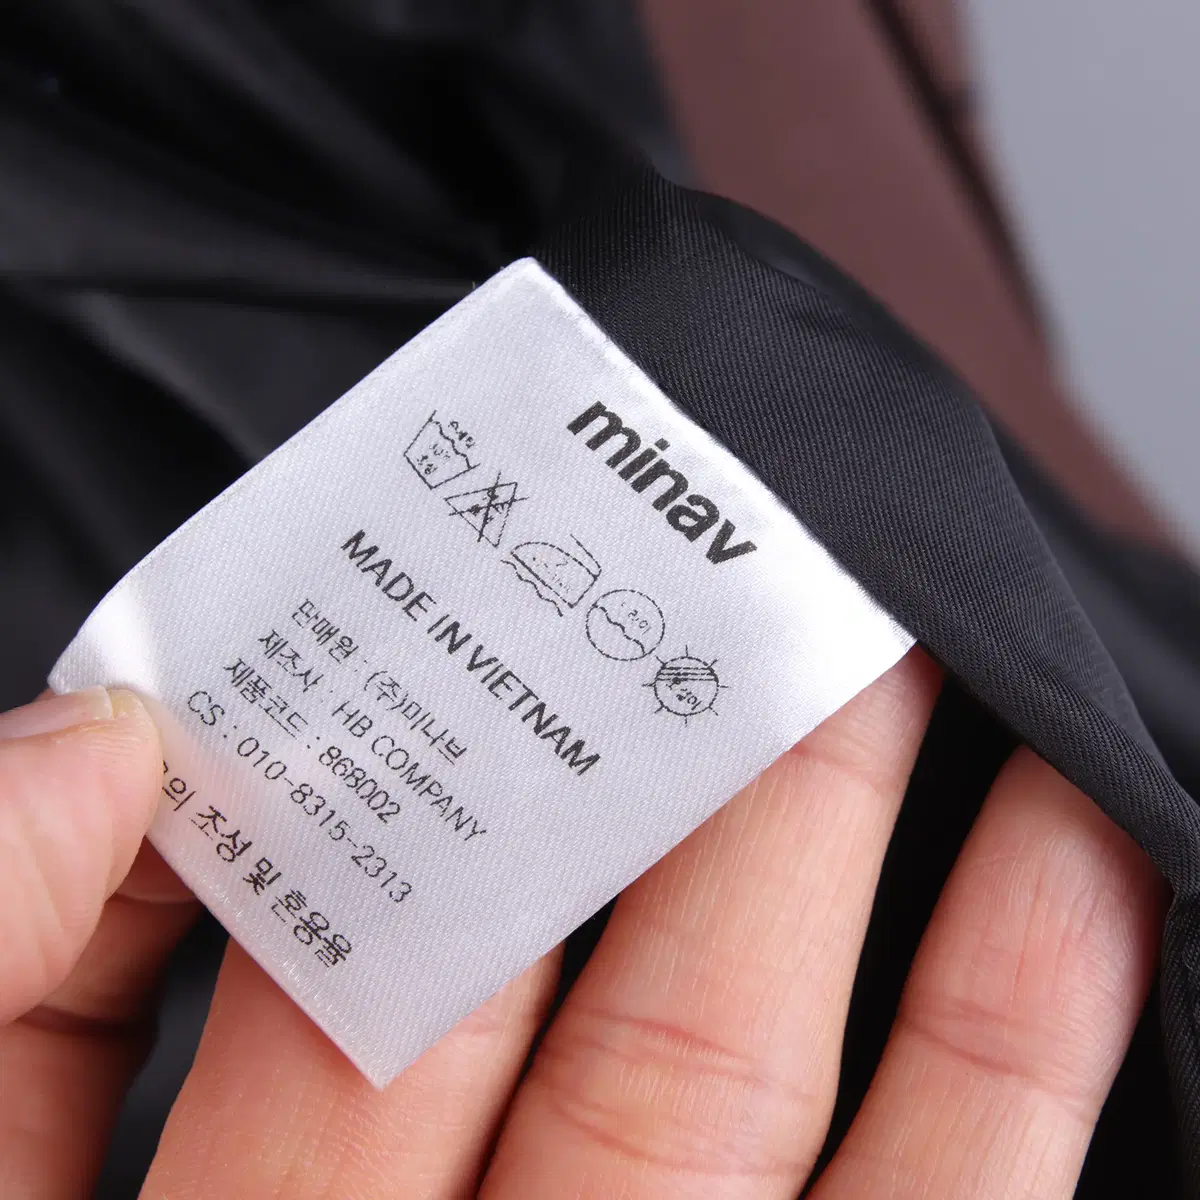 minav
MADE IN VIETNAM
판매원 : (주)미나브
제조사 : HB COMPANY
제품코드 : 868002
CS : 010-8315-2313
의 조성 및 혼용율